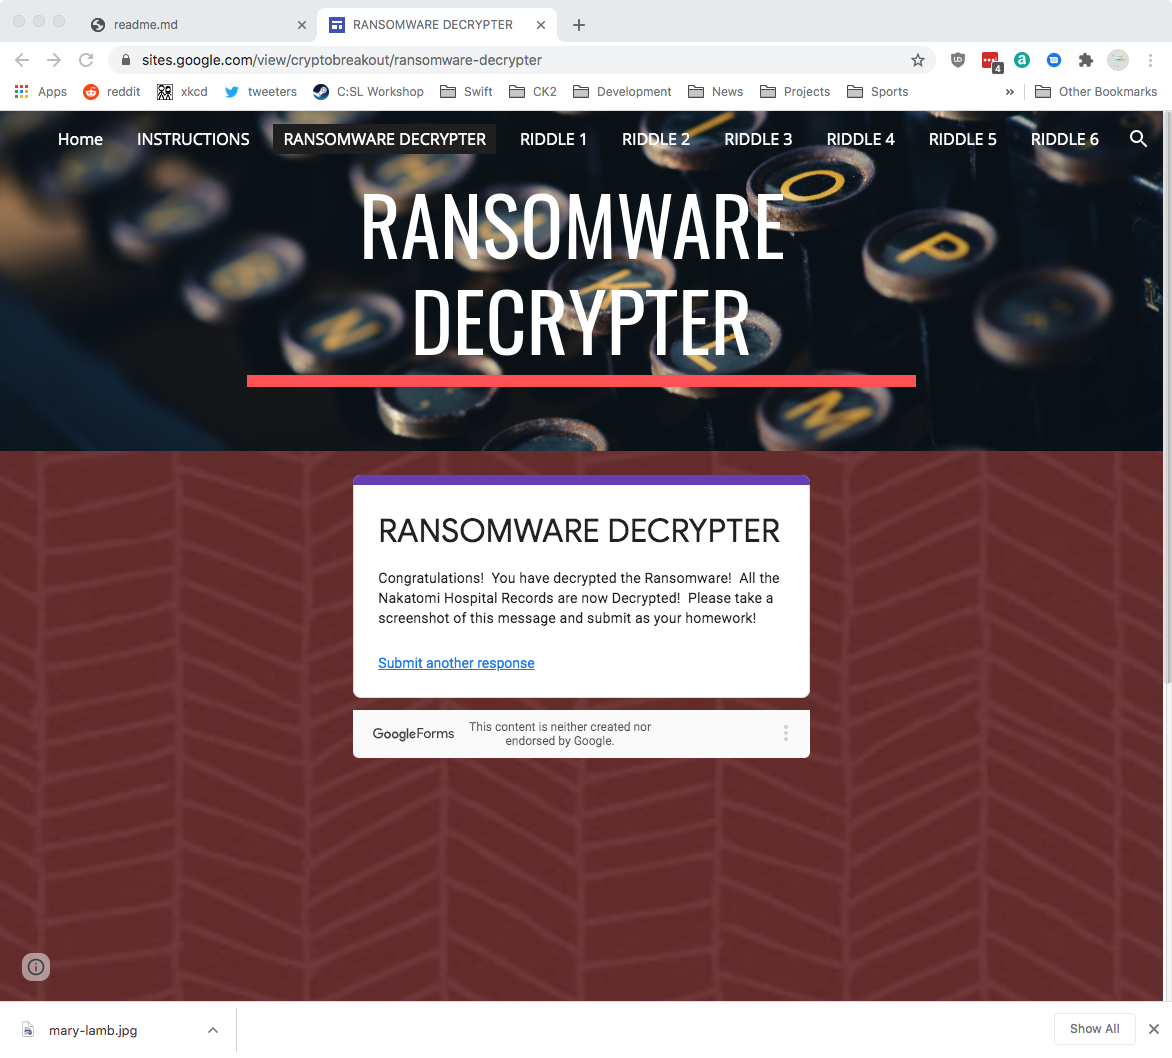 readme.md
RANSOMWARE DECRYPTER
sites.google.com/view/cryptobreakout/ransomware-decrypter
4
Apps
reddit
xkcd
tweeters
C:SL Workshop
Swift
CK2
Development
News
Projects
Sports
»
Other Bookmarks
Home
INSTRUCTIONS
RANSOMWARE DECRYPTER
RIDDLE 1
RIDDLE 2
RIDDLE 3
RIDDLE 4
RIDDLE 5
RIDDLE 6
RANSOMWARE
DECRYPTER
O
P
K
L
M
N
RANSOMWARE DECRYPTER
Congratulations!  You have decrypted the Ransomware!  All the
Nakatomi Hospital Records are now Decrypted!  Please take a
screenshot of this message and submit as your homework!
Submit another response
GoogleForms
This content is neither created nor
endorsed by Google.
mary-lamb.jpg
Show All